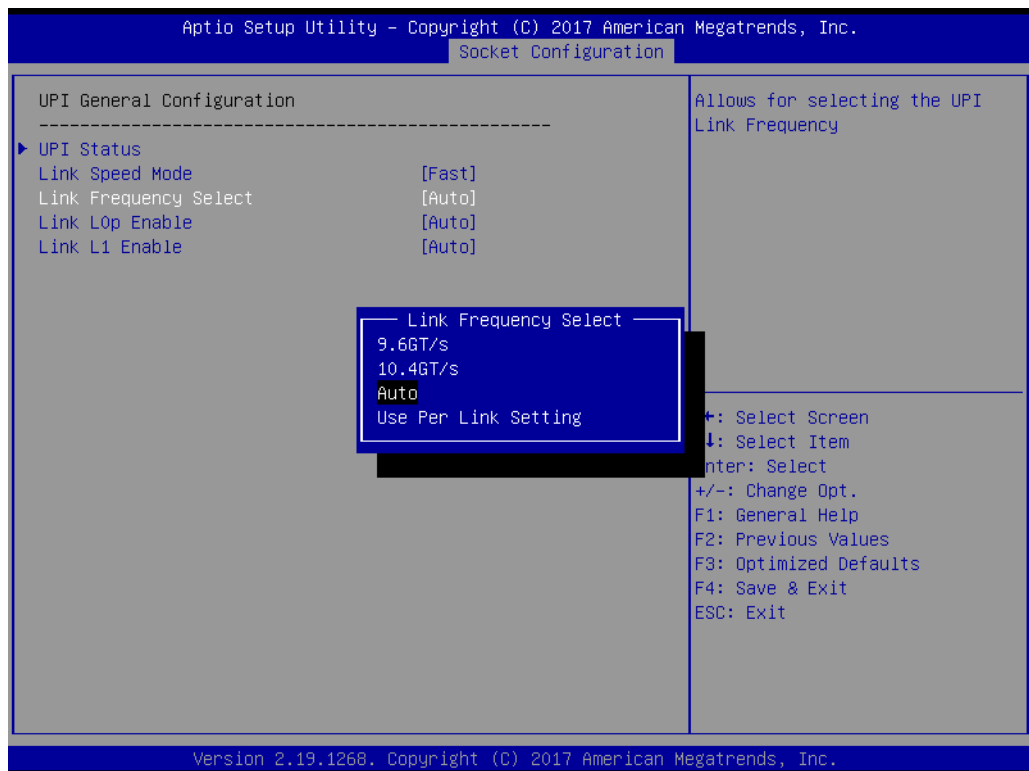 Aptio Setup Utility – Copyright (C) 2017 American Megatrends, Inc.
Socket Configuration
UPI General Configuration
--------------------------------------------------
UPI Status
Link Speed Mode [Fast]
Link Frequency Select [Auto]
Link L0p Enable [Auto]
Link L1 Enable [Auto]
Link Frequency Select
9.6GT/s
10.4GT/s
Auto
Use Per Link Setting
Allows for selecting the UPI
Link Frequency
: Select Screen
: Select Item
nter: Select
+/-: Change Opt.
F1: General Help
F2: Previous Values
F3: Optimized Defaults
F4: Save & Exit
ESC: Exit
Version 2.19.1268. Copyright (C) 2017 American Megatrends, Inc.